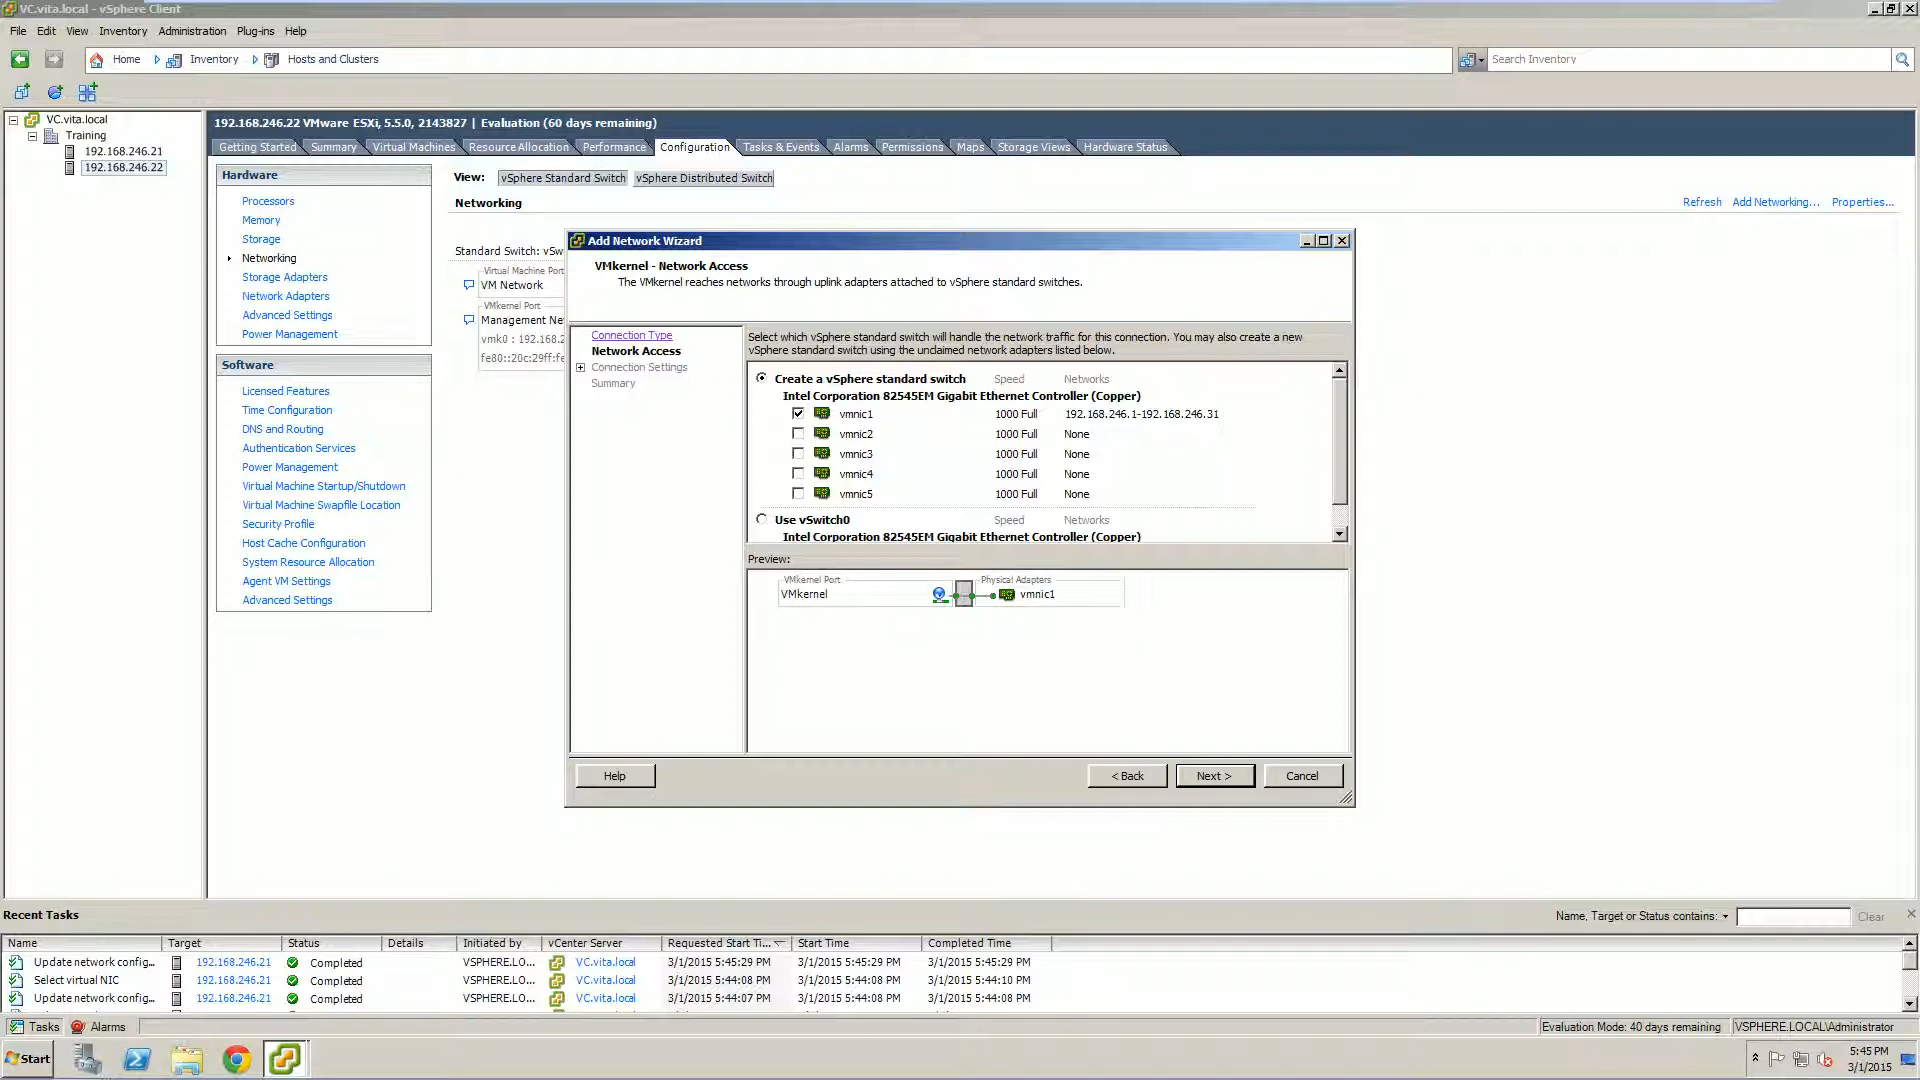 VC.vita.local - vSphere Client
File Edit View Inventory Administration Plug-ins Help
Home Inventory Hosts and Clusters
Search Inventory
VC.vita.local
Training
192.168.246.21
192.168.246.22
192.168.246.22 VMware ESXi, 5.5.0, 2143827 | Evaluation (60 days remaining)
Getting Started Summary Virtual Machines Resource Allocation Performance Configuration Tasks & Events Alarms Permissions Maps Storage Views Hardware Status
Hardware
Processors
Memory
Storage
Networking
Storage Adapters
Network Adapters
Advanced Settings
Power Management
Software
Licensed Features
Time Configuration
DNS and Routing
Authentication Services
Power Management
Virtual Machine Startup/Shutdown
Virtual Machine Swapfile Location
Security Profile
Host Cache Configuration
System Resource Allocation
Agent VM Settings
Advanced Settings
View: vSphere Standard Switch vSphere Distributed Switch
Networking
Refresh Add Networking... Properties...
Standard Switch: vSw
Virtual Machine Port
VM Network
VMkernel Port
Management Ne
vmk0 : 192.168.2
fe80::20c:29ff:fe
Add Network Wizard
VMkernel - Network Access
The VMkernel reaches networks through uplink adapters attached to vSphere standard switches.
Connection Type
Network Access
Connection Settings
Summary
Select which vSphere standard switch will handle the network traffic for this connection. You may also create a new
vSphere standard switch using the unclaimed network adapters listed below.
Create a vSphere standard switch Speed Networks
Intel Corporation 82545EM Gigabit Ethernet Controller (Copper)
vmnic1 1000 Full 192.168.246.1-192.168.246.31
vmnic2 1000 Full None
vmnic3 1000 Full None
vmnic4 1000 Full None
vmnic5 1000 Full None
Use vSwitch0 Speed Networks
Intel Corporation 82545EM Gigabit Ethernet Controller (Copper)
Preview:
VMkernel Port Physical Adapters
VMkernel vmnic1
Help < Back Next > Cancel
Recent Tasks
Name, Target or Status contains: Clear
Name Target Status Details Initiated by vCenter Server Requested Start Ti... Start Time Completed Time
Update network config... 192.168.246.21 Completed VSPHERE.LO... VC.vita.local 3/1/2015 5:45:29 PM 3/1/2015 5:45:29 PM 3/1/2015 5:45:29 PM
Select virtual NIC 192.168.246.21 Completed VSPHERE.LO... VC.vita.local 3/1/2015 5:44:08 PM 3/1/2015 5:44:08 PM 3/1/2015 5:44:10 PM
Update network config... 192.168.246.21 Completed VSPHERE.LO... VC.vita.local 3/1/2015 5:44:07 PM 3/1/2015 5:44:08 PM 3/1/2015 5:44:08 PM
Tasks Alarms
Evaluation Mode: 40 days remaining VSPHERE.LOCAL\Administrator
Start
5:45 PM
3/1/2015